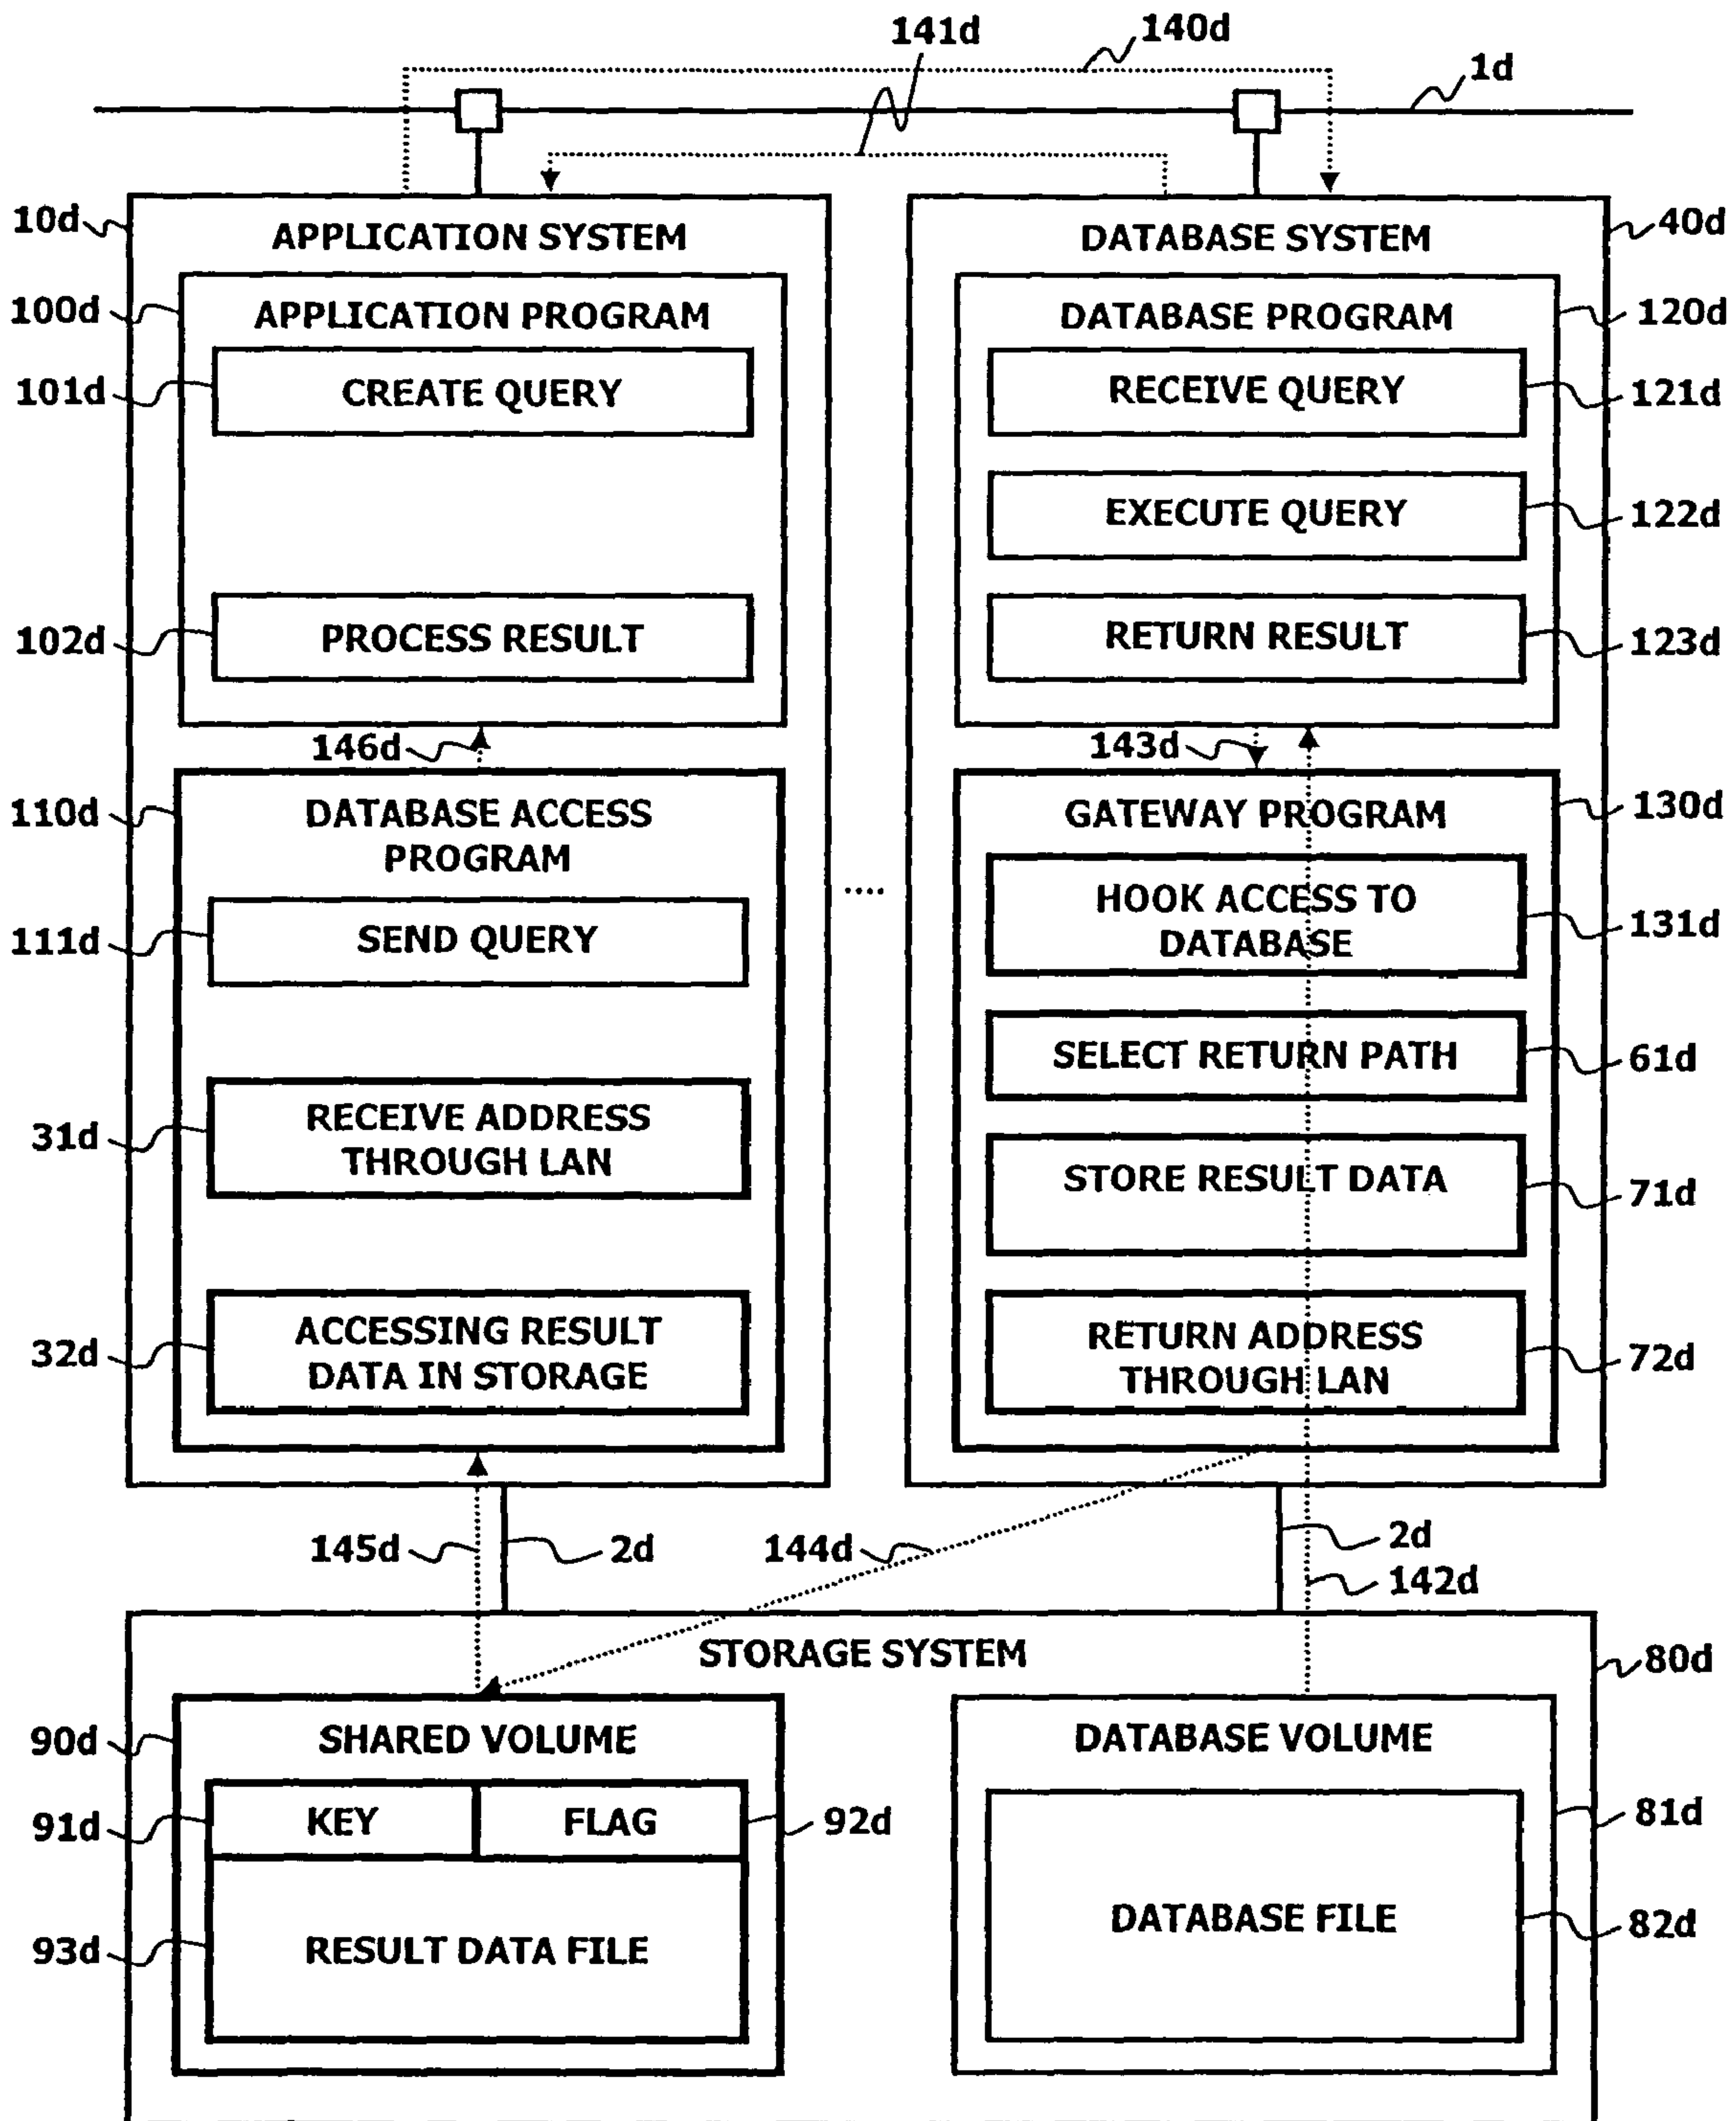 141d
140d
1d
10d
APPLICATION SYSTEM
DATABASE SYSTEM
40d
100d
APPLICATION PROGRAM
DATABASE PROGRAM
120d
101d
CREATE QUERY
RECEIVE QUERY
121d
EXECUTE QUERY
122d
102d
PROCESS RESULT
RETURN RESULT
123d
146d
143d
110d
DATABASE ACCESS
PROGRAM
GATEWAY PROGRAM
130d
111d
SEND QUERY
....
HOOK ACCESS TO
DATABASE
131d
SELECT RETURN PATH
61d
31d
RECEIVE ADDRESS
THROUGH LAN
STORE RESULT DATA
71d
32d
ACCESSING RESULT
DATA IN STORAGE
RETURN ADDRESS
THROUGH LAN
72d
145d
2d
144d
2d
142d
STORAGE SYSTEM
80d
90d
SHARED VOLUME
DATABASE VOLUME
91d
KEY
FLAG
92d
81d
93d
RESULT DATA FILE
DATABASE FILE
82d